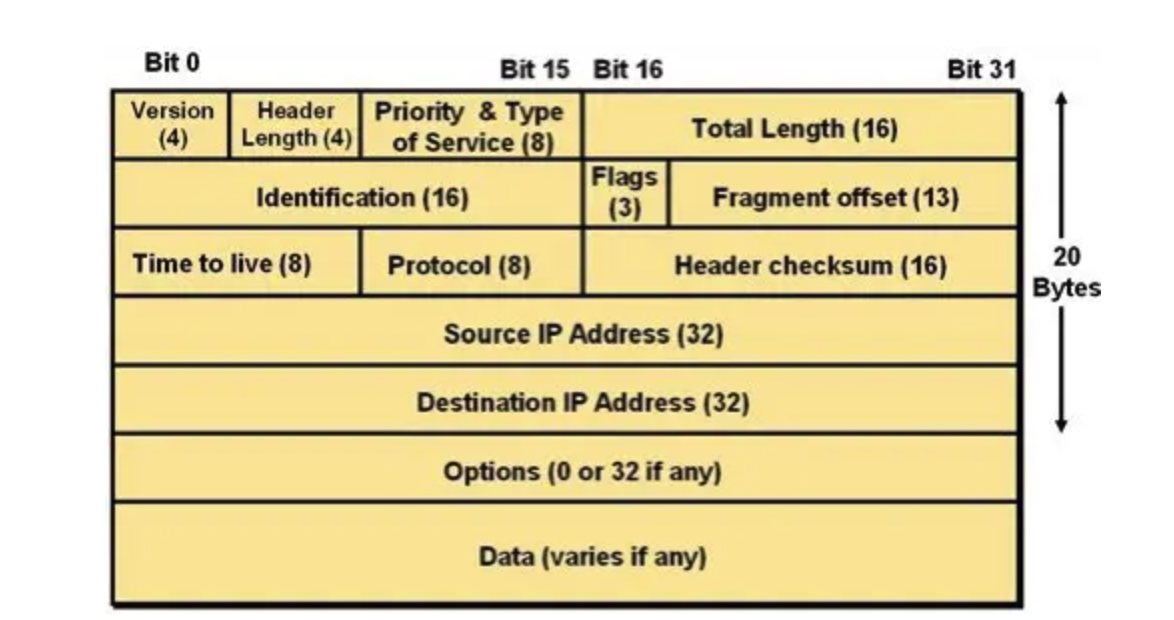 Bit 0
Bit 15
Bit 16
Bit 31
Version
(4)
Header
Length (4)
Priority & Type
of Service (8)
Total Length (16)
Identification (16)
Flags
(3)
Fragment offset (13)
Time to live (8)
Protocol (8)
Header checksum (16)
20
Bytes
Source IP Address (32)
Destination IP Address (32)
Options (0 or 32 if any)
Data (varies if any)